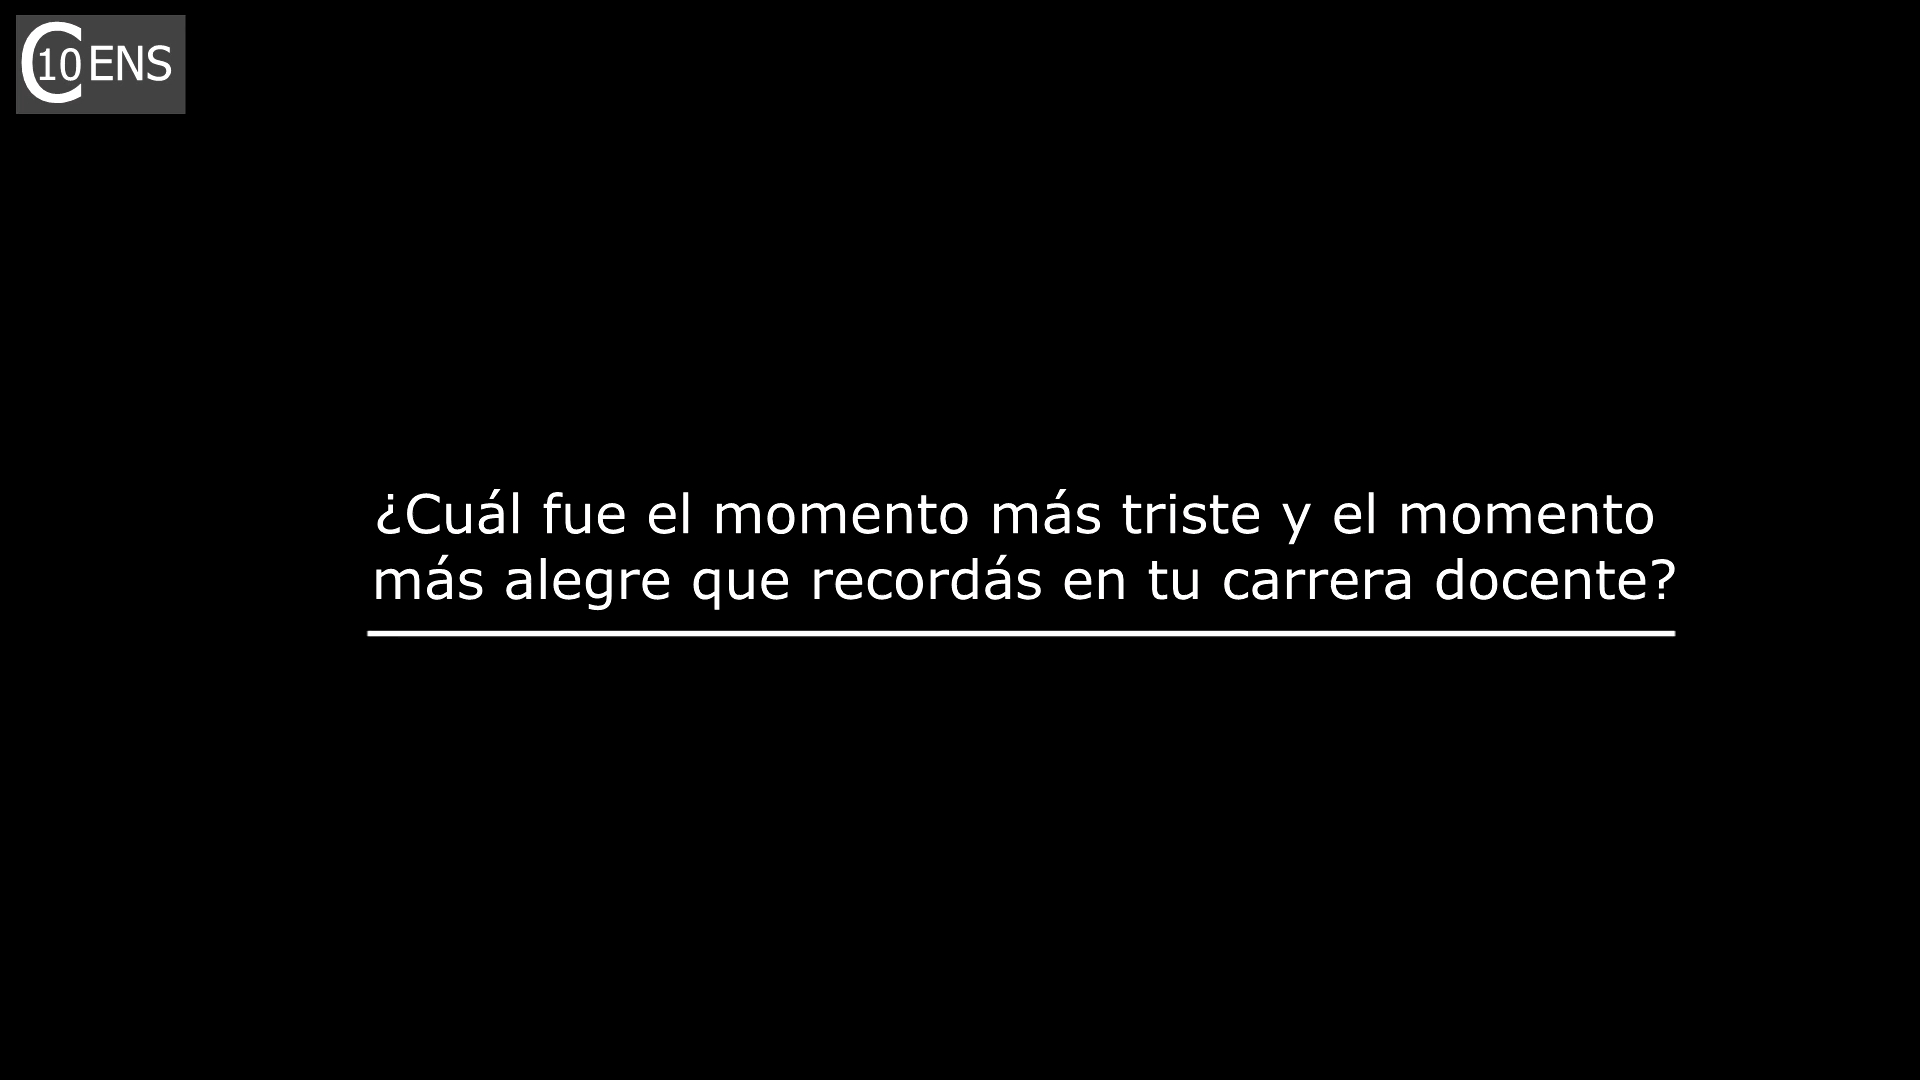 C10ENS
¿Cuál fue el momento más triste y el momento
más alegre que recordás en tu carrera docente?